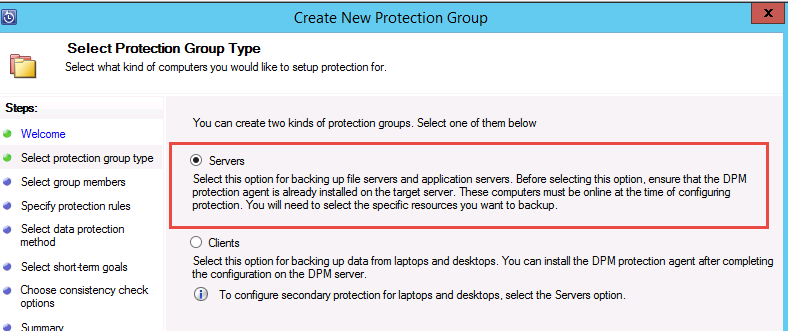 Create New Protection Group
X
Select Protection Group Type
Select what kind of computers you would like to setup protection for.
Steps:
Welcome
Select protection group type
Select group members
Specify protection rules
Select data protection
method
Select short-term goals
Choose consistency check
options
Summary
You can create two kinds of protection groups. Select one of them below
Servers
Select this option for backing up file servers and application servers. Before selecting this option, ensure that the DPM
protection agent is already installed on the target server. These computers must be online at the time of configuring
protection. You will need to select the specific resources you want to backup.
Clients
Select this option for backing up data from laptops and desktops. You can install the DPM protection agent after completing
the configuration on the DPM server.
To configure secondary protection for laptops and desktops, select the Servers option.